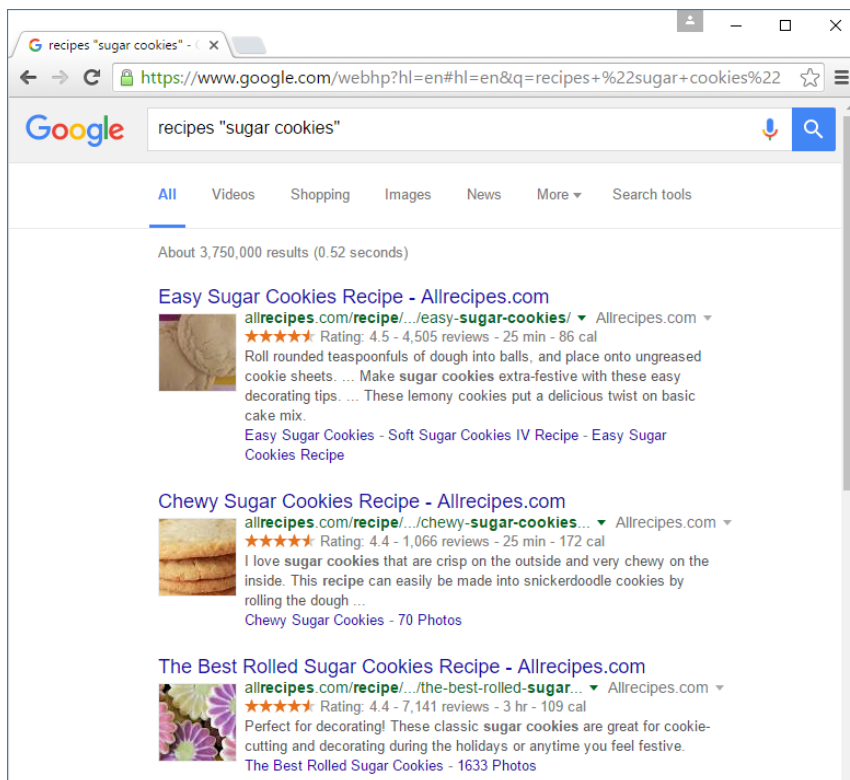 recipes "sugar cookies" -
https://www.google.com/webhp?hl=en#hl=en&q=recipes+%22sugar+cookies%22
Google
recipes "sugar cookies"
All Videos Shopping Images News More Search tools
About 3,750,000 results (0.52 seconds)
Easy Sugar Cookies Recipe - Allrecipes.com
allrecipes.com/recipe/.../easy-sugar-cookies/ Allrecipes.com
Rating: 4.5 - 4,505 reviews - 25 min - 86 cal
Roll rounded teaspoonfuls of dough into balls, and place onto ungreased
cookie sheets. ... Make sugar cookies extra-festive with these easy
decorating tips. ... These lemony cookies put a delicious twist on basic
cake mix.
Easy Sugar Cookies - Soft Sugar Cookies IV Recipe - Easy Sugar
Cookies Recipe
Chewy Sugar Cookies Recipe - Allrecipes.com
allrecipes.com/recipe/.../chewy-sugar-cookies... Allrecipes.com
Rating: 4.4 - 1,066 reviews - 25 min - 172 cal
I love sugar cookies that are crisp on the outside and very chewy on the
inside. This recipe can easily be made into snickerdoodle cookies by
rolling the dough ...
Chewy Sugar Cookies - 70 Photos
The Best Rolled Sugar Cookies Recipe - Allrecipes.com
allrecipes.com/recipe/.../the-best-rolled-sugar... Allrecipes.com
Rating: 4.4 - 7,141 reviews - 3 hr - 109 cal
Perfect for decorating! These classic sugar cookies are great for cookie-
cutting and decorating during the holidays or anytime you feel festive.
The Best Rolled Sugar Cookies - 1633 Photos